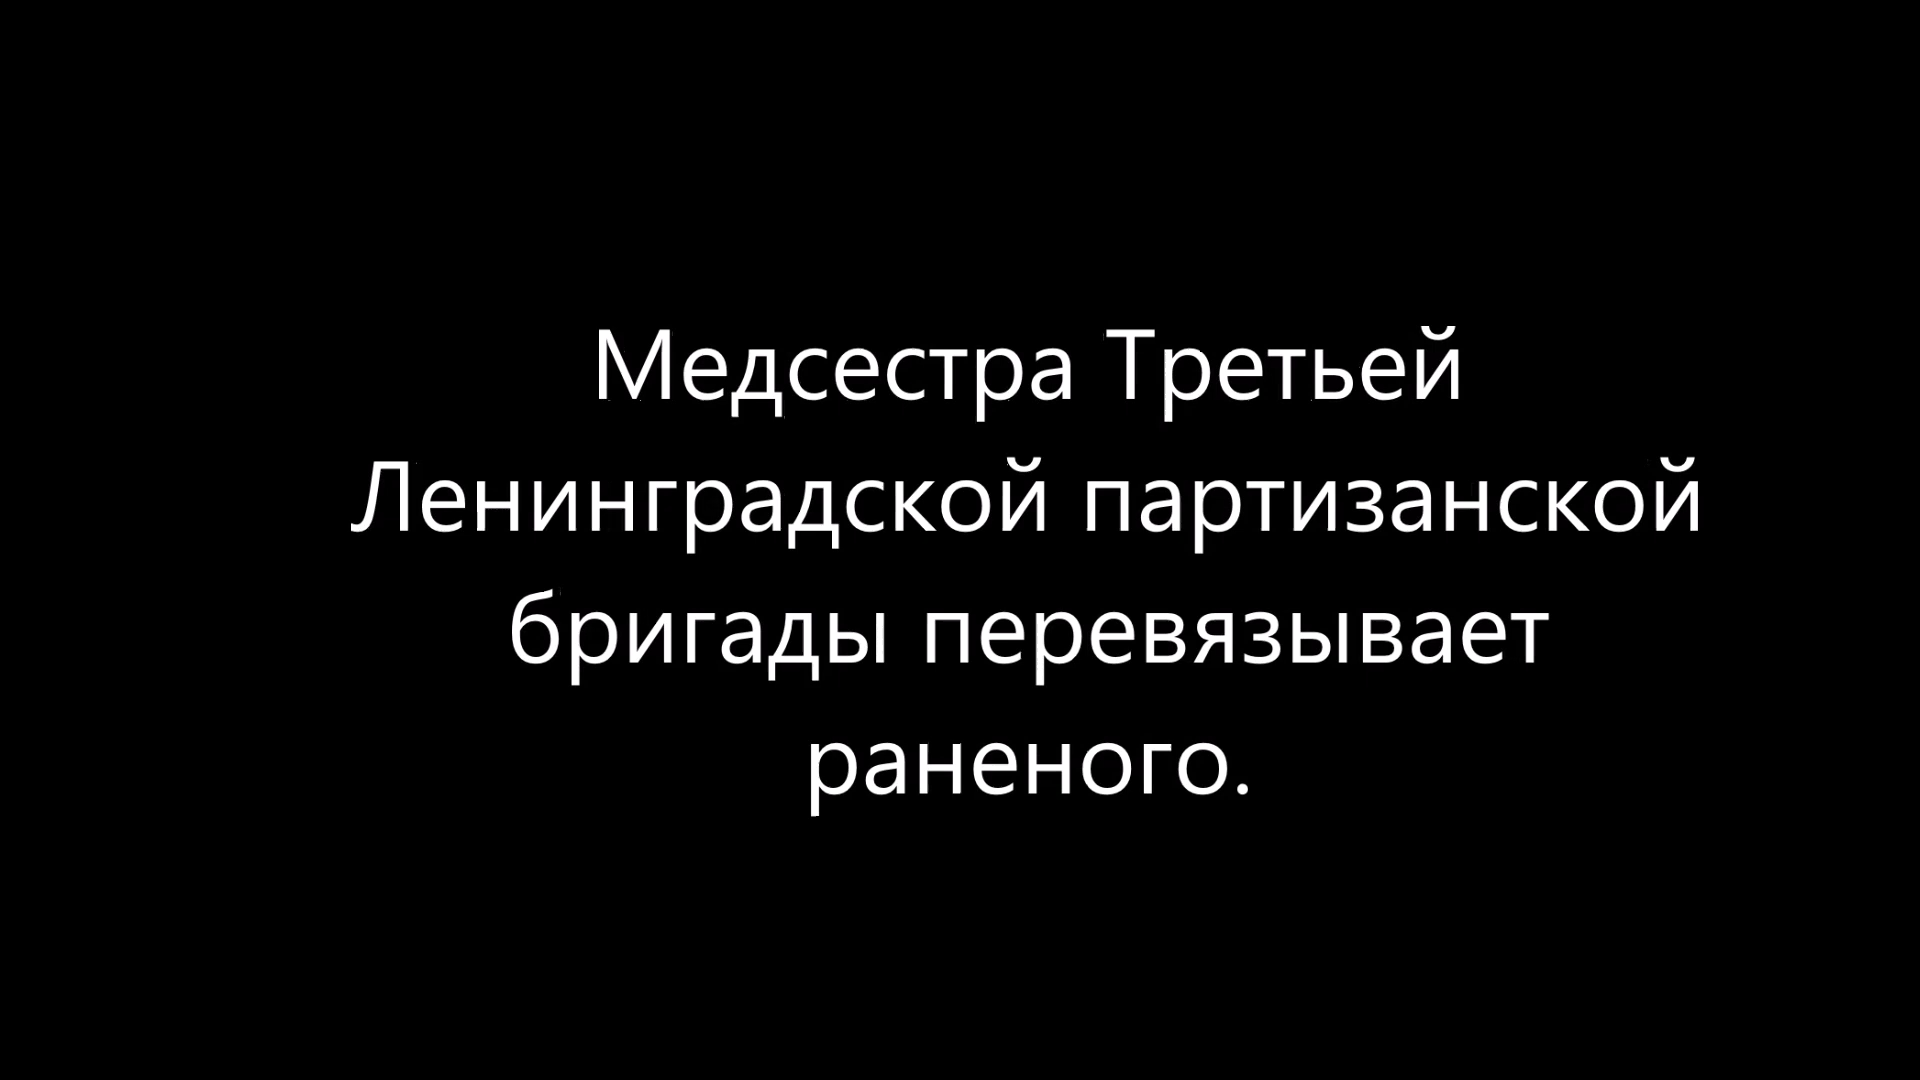 Медсестра Третьей
Ленинградской партизанской
бригады перевязывает
раненого.